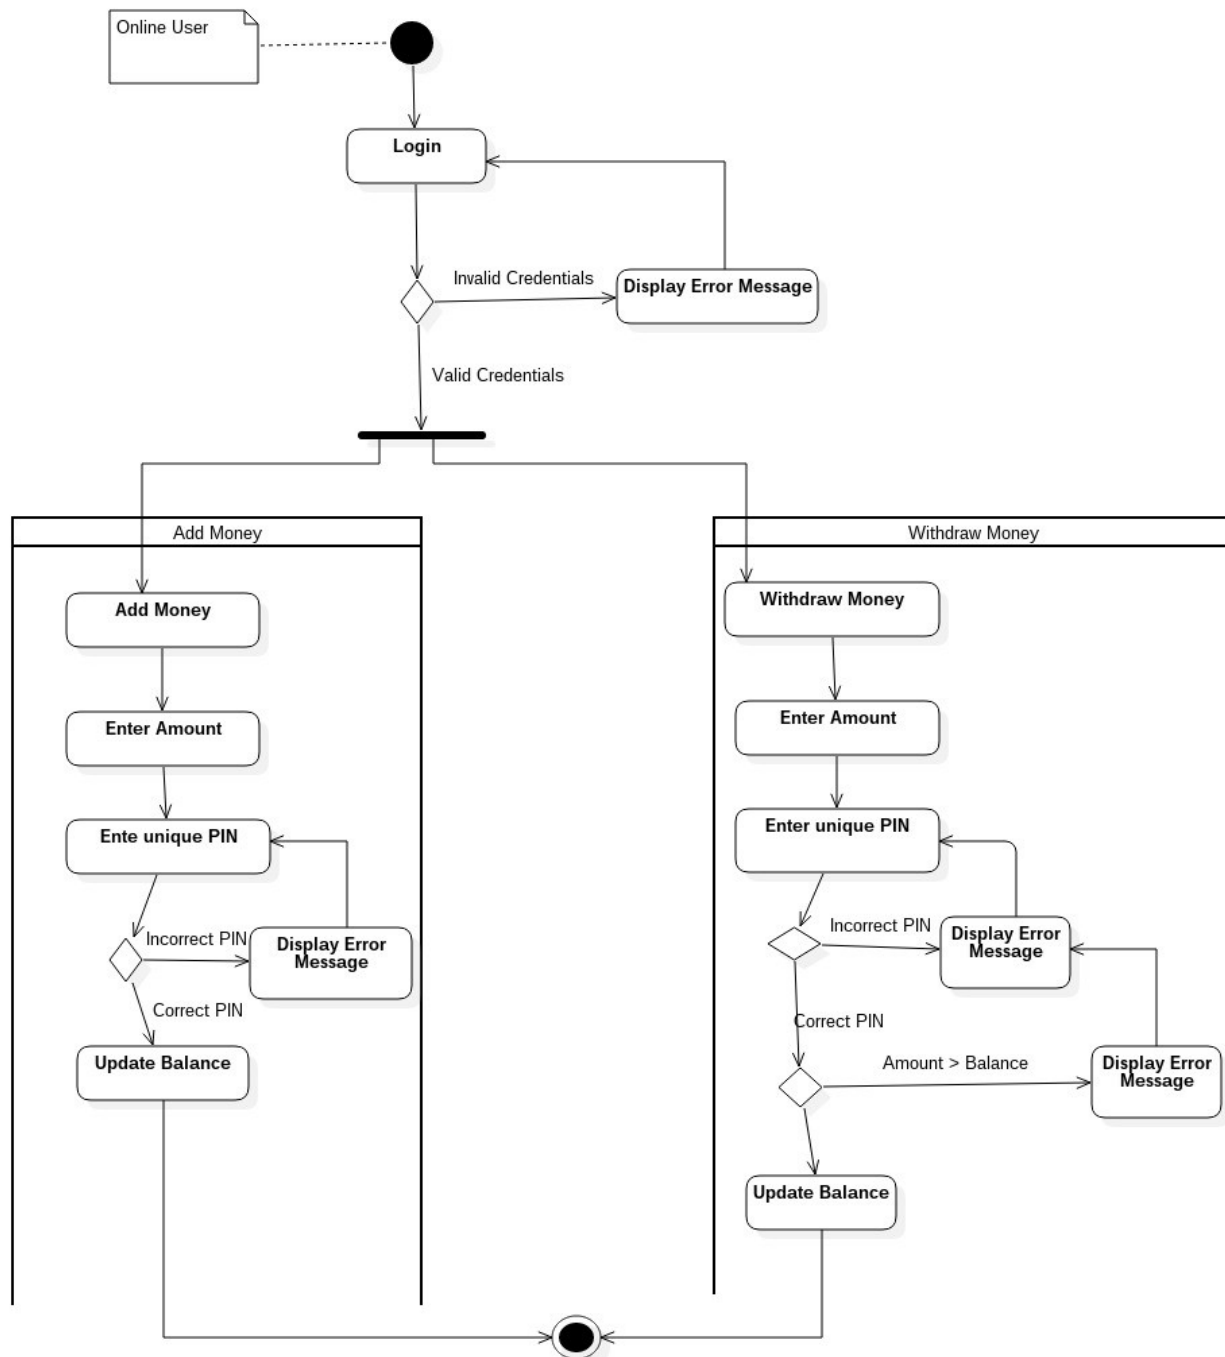 Online User
Login
Invalid Credentials
Display Error Message
Valid Credentials
Add Money
Add Money
Enter Amount
Ente unique PIN
Incorrect PIN
Display Error
Message
Correct PIN
Update Balance
Withdraw Money
Withdraw Money
Enter Amount
Enter unique PIN
Incorrect PIN
Display Error
Message
Correct PIN
Amount > Balance
Display Error
Message
Update Balance